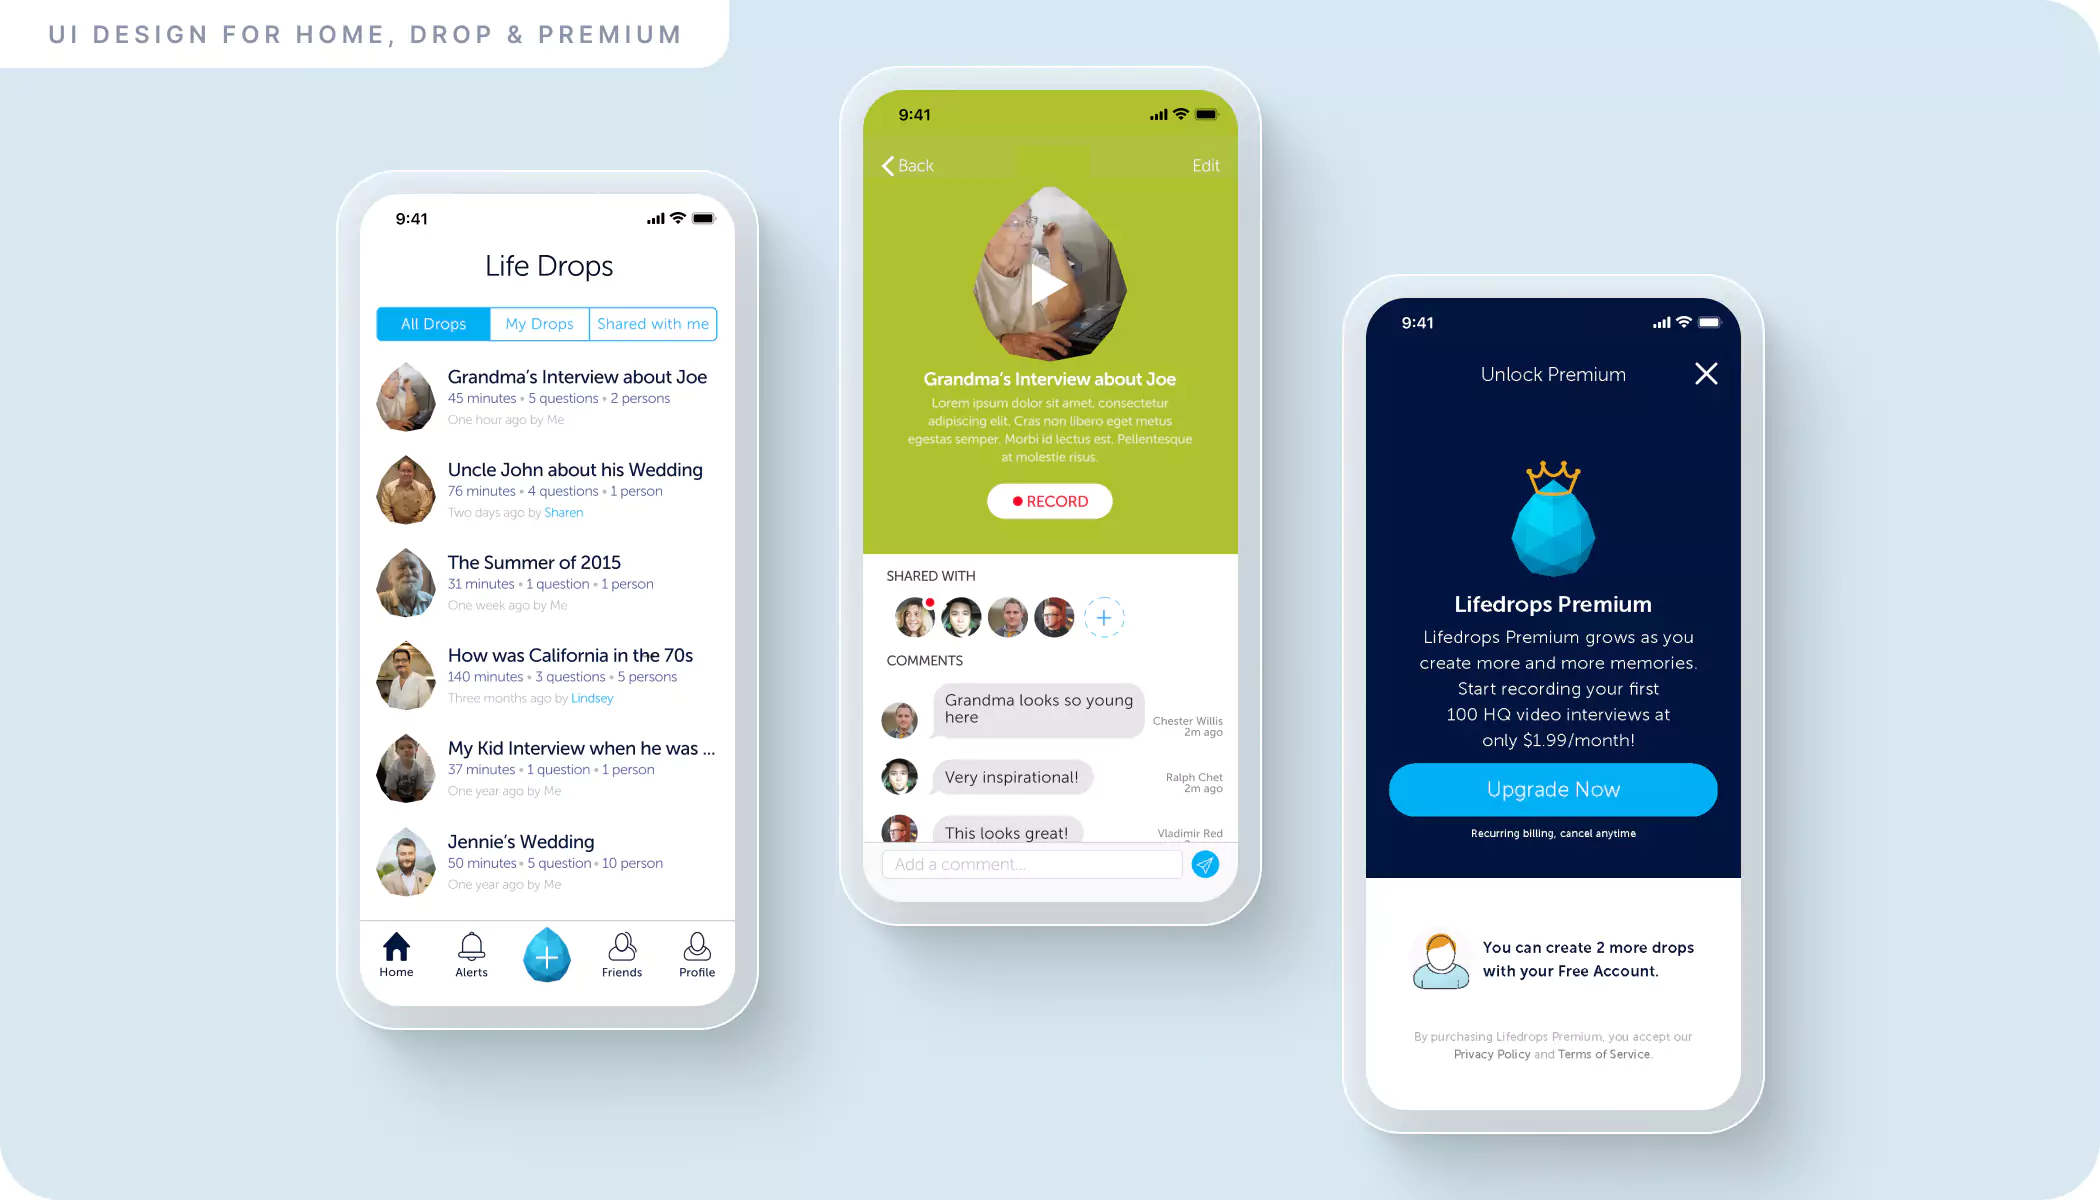 UI DESIGN FOR HOME, DROP & PREMIUM
9:41
Life Drops
All Drops
My Drops
Shared with me
Grandma's Interview about Joe
45 minutes • 5 questions • 2 persons
One hour ago by Me
Uncle John about his Wedding
76 minutes • 4 questions • 1 person
Two days ago by Sharen
The Summer of 2015
31 minutes • 1 question • 1 person
One week ago by Me
How was California in the 70s
140 minutes • 3 questions • 5 persons
Three months ago by Lindsey
My Kid Interview when he was ...
37 minutes • 1 question • 1 person
One year ago by Me
Jennie's Wedding
50 minutes • 5 question • 10 person
One year ago by Me
Home
Alerts
Friends
Profile
9:41
Back
Edit
Grandma's Interview about Joe
Lorem ipsum dolor sit amet, consectetur
adipiscing elit. Cras non libero eget metus
egestas semper. Morbi id lectus est. Pellentesque
at molestie risus.
RECORD
SHARED WITH
COMMENTS
Grandma looks so young
here
Chester Willis
2m ago
Very inspirational!
Ralph Chet
2m ago
This looks great!
Vladimir Red
Add a comment...
9:41
Unlock Premium
Lifedrops Premium
Lifedrops Premium grows as you
create more and more memories.
Start recording your first
100 HQ video interviews at
only $1.99/month!
Upgrade Now
Recurring billing, cancel anytime
You can create 2 more drops
with your Free Account.
By purchasing Lifedrops Premium, you accept our
Privacy Policy and Terms of Service.